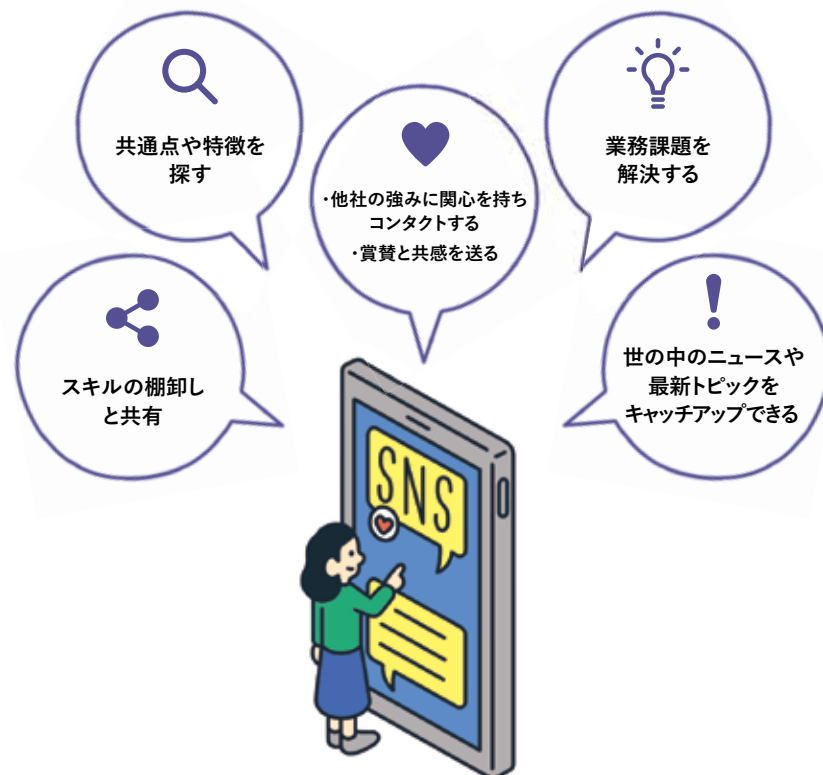 共通点や特徴を
探す
・他社の強みに関心を持ち
コンタクトする
・賞賛と共感を送る
業務課題を
解決する
スキルの棚卸し
と共有
世の中のニュースや
最新トピックを
キャッチアップできる
SNS